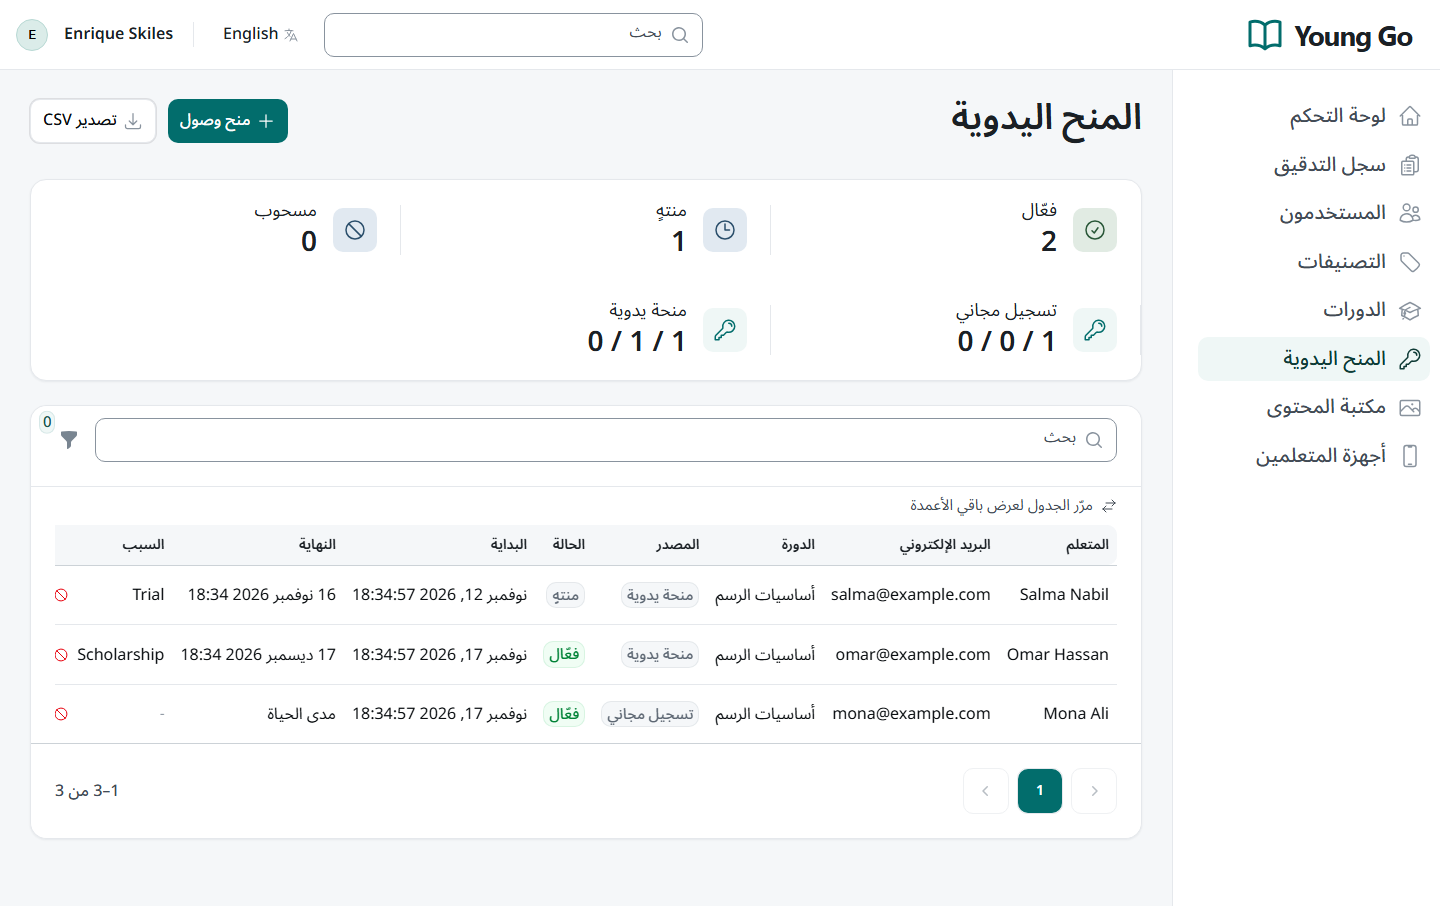 Young Go
بحث
English
Enrique Skiles
E
لوحة التحكم
سجل التدقيق
المستخدمون
التصنيفات
الدورات
المنح اليدوية
مكتبة المحتوى
أجهزة المتعلمين
المنح اليدوية
منح وصول
تصدير CSV
فعّال
2
منتهٍ
1
مسحوب
0
تسجيل مجاني
1 / 0 / 0
منحة يدوية
1 / 1 / 0
بحث
0
مرّر الجدول لعرض باقي الأعمدة
المتعلم البريد الإلكتروني الدورة المصدر الحالة البداية النهاية السبب
Salma Nabil salma@example.com أساسيات الرسم منحة يدوية منتهٍ نوفمبر 12, 2026 18:34:57 16 نوفمبر 2026 18:34 Trial
Omar Hassan omar@example.com أساسيات الرسم منحة يدوية فعّال نوفمبر 17, 2026 18:34:57 17 ديسمبر 2026 18:34 Scholarship
Mona Ali mona@example.com أساسيات الرسم تسجيل مجاني فعّال نوفمبر 17, 2026 18:34:57 مدى الحياة -
1
1–3 من 3